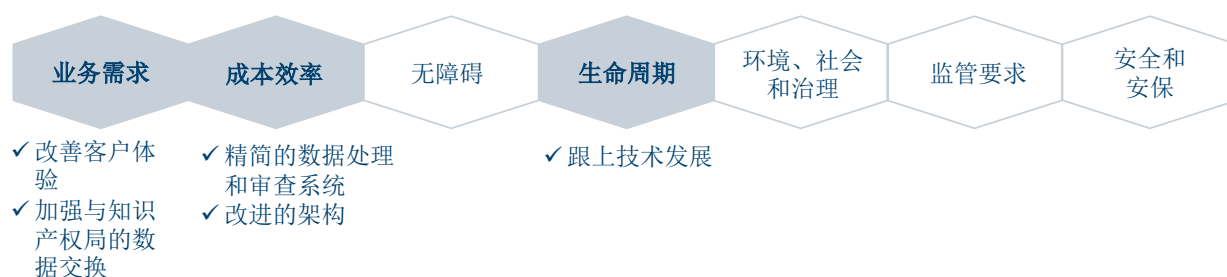 业务需求
成本效率
无障碍
生命周期
环境、社会
和治理
监管要求
安全和
安保
✓ 改善客户体
验
✓ 加强与知识
产权局的数
据交换
✓ 精简的数据处理
和审查系统
✓ 改进的架构
✓ 跟上技术发展